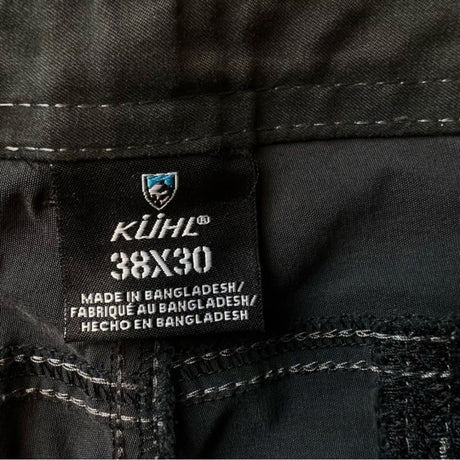 KÜHL®
38X30
MADE IN BANGLADESH/
FABRIQUÉ AU BANGLADESH/
HECHO EN BANGLADESH